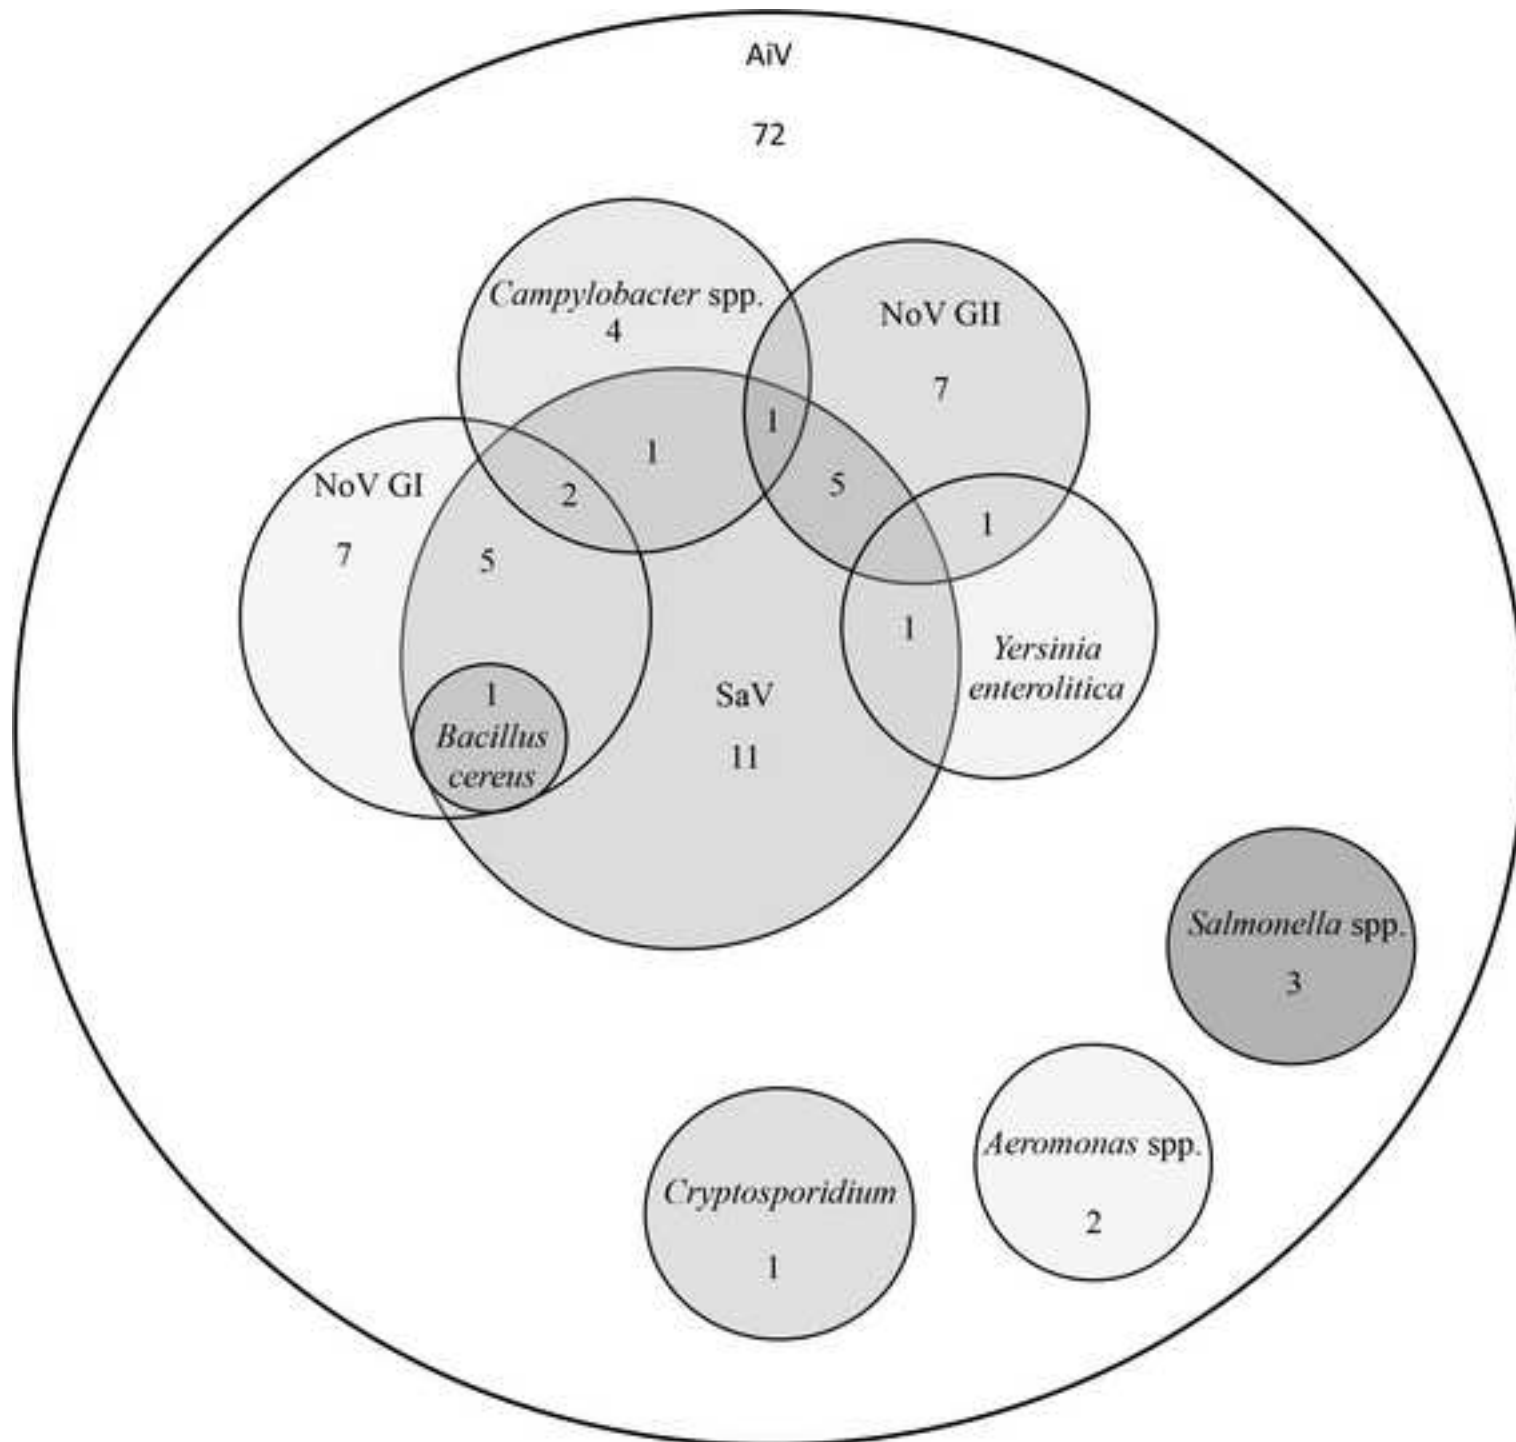 AiV
72
Campylobacter spp.
4
NoV GII
7
1
1
5
NoV GI
7
2
5
1
1
Yersinia
enterolitica
SaV
11
1
Bacillus
cereus
Salmonella spp.
3
Aeromonas spp.
2
Cryptosporidium
1